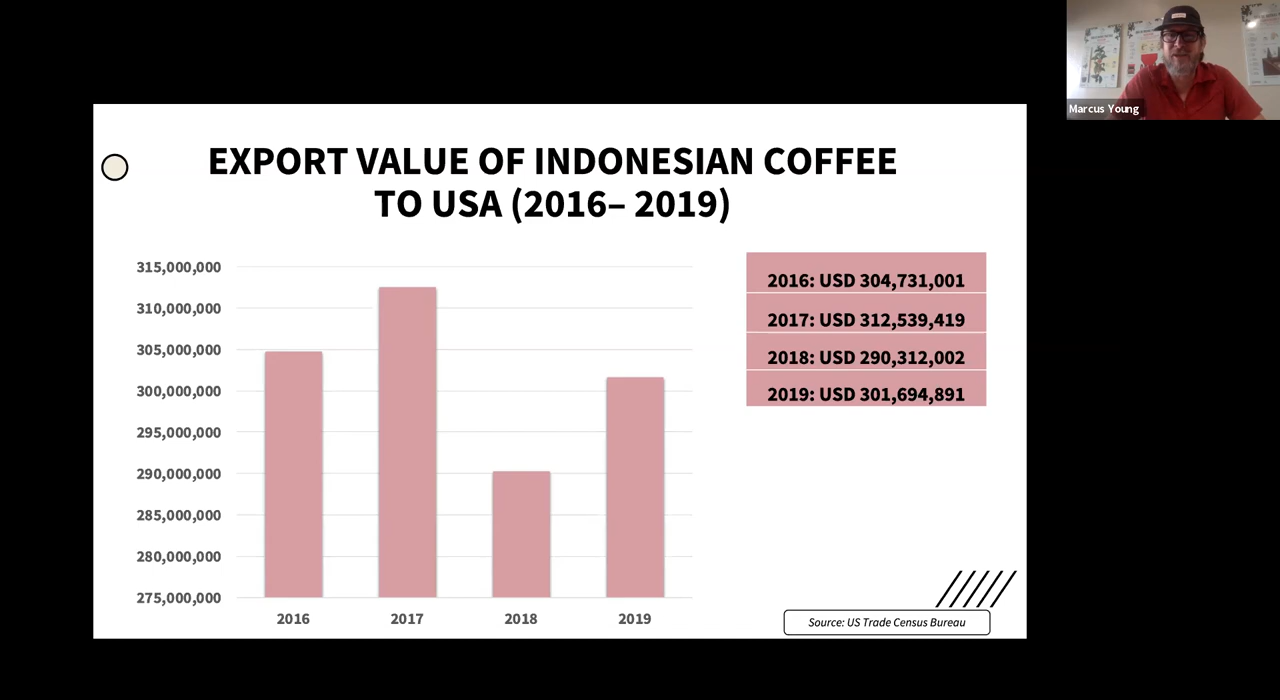 Marcus Young
EXPORT VALUE OF INDONESIAN COFFEE
TO USA (2016– 2019)
315,000,000
310,000,000
305,000,000
300,000,000
295,000,000
290,000,000
285,000,000
280,000,000
275,000,000
2016
2017
2018
2019
2016: USD 304,731,001
2017: USD 312,539,419
2018: USD 290,312,002
2019: USD 301,694,891
Source: US Trade Census Bureau